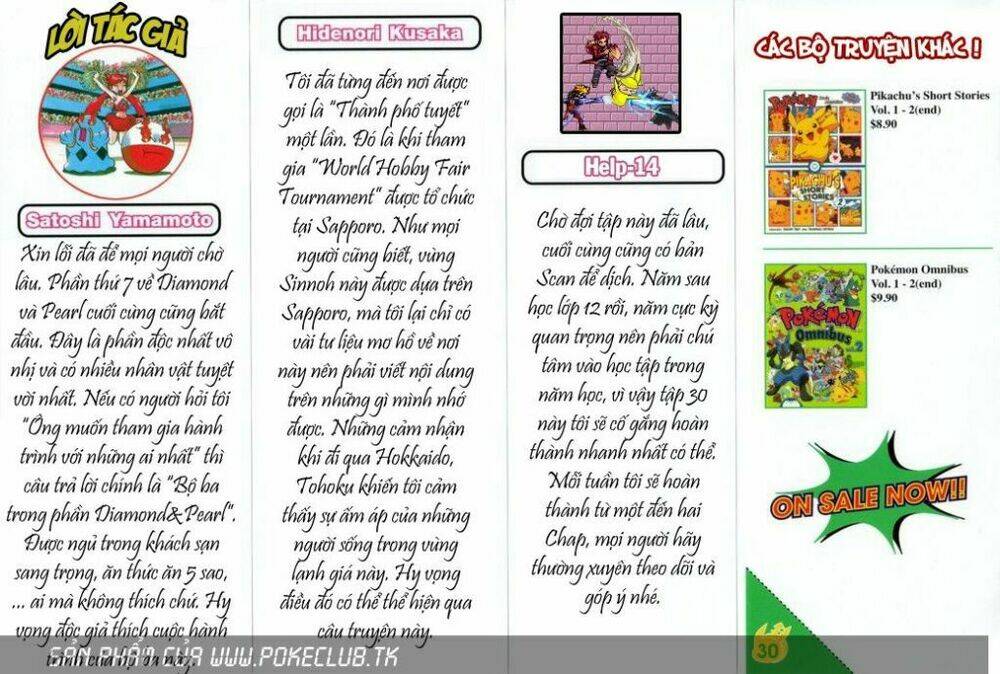 LỜI TÁC GIẢ
Satoshi Yamamoto
Xin lỗi đã để mọi người chờ
lâu. Phần thứ 7 về Diamond
và Pearl cuối cùng cũng bắt
đầu. Đây là phần độc nhất vô
nhị và có nhiều nhân vật tuyệt
vời nhất. Nếu có người hỏi tôi
"Ông muốn tham gia hành
trình với những ai nhất" thì
câu trả lời chính là "Bộ ba
trong phần Diamond&Pearl".
Được ngủ trong khách sạn
sang trọng, ăn thức ăn 5 sao,
... ai mà không thích chứ. Hy
vọng độc giả thích cuộc hành
trình của bộ ba này.
Hidenori Kusaka
Tôi đã từng đến nơi được
gọi là "Thành phố tuyết"
một lần. Đó là khi tham
gia "World Hobby Fair
Tournament" được tổ chức
tại Sapporo. Như mọi
người cũng biết, vùng
Sinnoh này được dựa trên
Sapporo, mà tôi lại chỉ có
vài tư liệu mơ hồ về nơi
này nên phải viết nội dung
trên những gì mình nhớ
được. Những cảm nhận
khi đi qua Hokkaido,
Tohoku khiến tôi cảm
thấy sự ấm áp của những
người sống trong vùng
lạnh giá này. Hy vọng
điều đó có thể thể hiện qua
câu truyện này.
Help-14
Chờ đợi tập này đã lâu,
cuối cùng cũng có bản
Scan để dịch. Năm sau
học lớp 12 rồi, năm cực kỳ
quan trọng nên phải chú
tâm vào học tập trong
năm học, vì vậy tập 30
này tôi sẽ cố gắng hoàn
thành nhanh nhất có thể.
Mỗi tuần tôi sẽ hoàn
thành từ một đến hai
Chap, mọi người hãy
thường xuyên theo dõi và
góp ý nhé.
CÁC BỘ TRUYỆN KHÁC !
POKÉMON
PIKACHU'S
SHORT
STORIES
2
Pikachu's Short Stories
Vol. 1 - 2(end)
$8.90
POKÉMON
Omnibus
vol.2
Pokémon Omnibus
Vol. 1 - 2(end)
$9.90
ON SALE NOW!!
30
SẢN PHẨM CỦA WWW.POKECLUB.TK